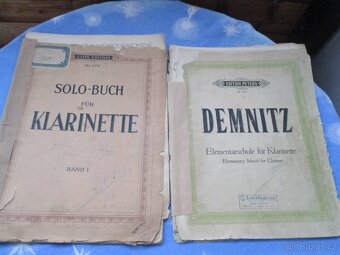 SOLO-BUCH
FÜR
KLARINETTE
BAND I
EDITION PETERS
DEMNITZ
Elementarschule für Klarinette
Elementary School for Clarinet